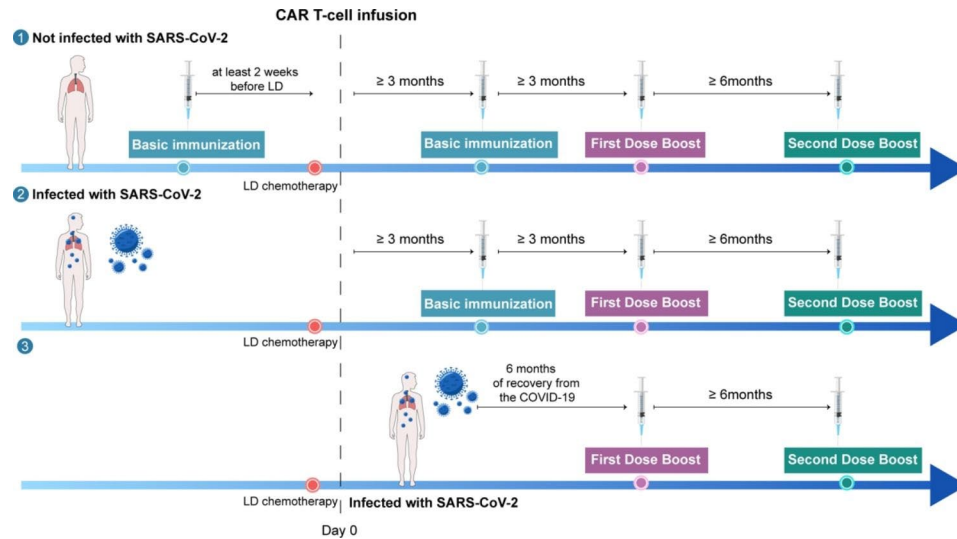 CAR T-cell infusion
1 Not infected with SARS-CoV-2
at least 2 weeks
before LD
≥ 3 months
≥ 3 months
≥ 6months
Basic immunization
Basic immunization
First Dose Boost
Second Dose Boost
LD chemotherapy
2 Infected with SARS-CoV-2
≥ 3 months
≥ 3 months
≥ 6months
Basic immunization
First Dose Boost
Second Dose Boost
LD chemotherapy
3
6 months
of recovery from
the COVID-19
≥ 6months
First Dose Boost
Second Dose Boost
LD chemotherapy
Infected with SARS-CoV-2
Day 0